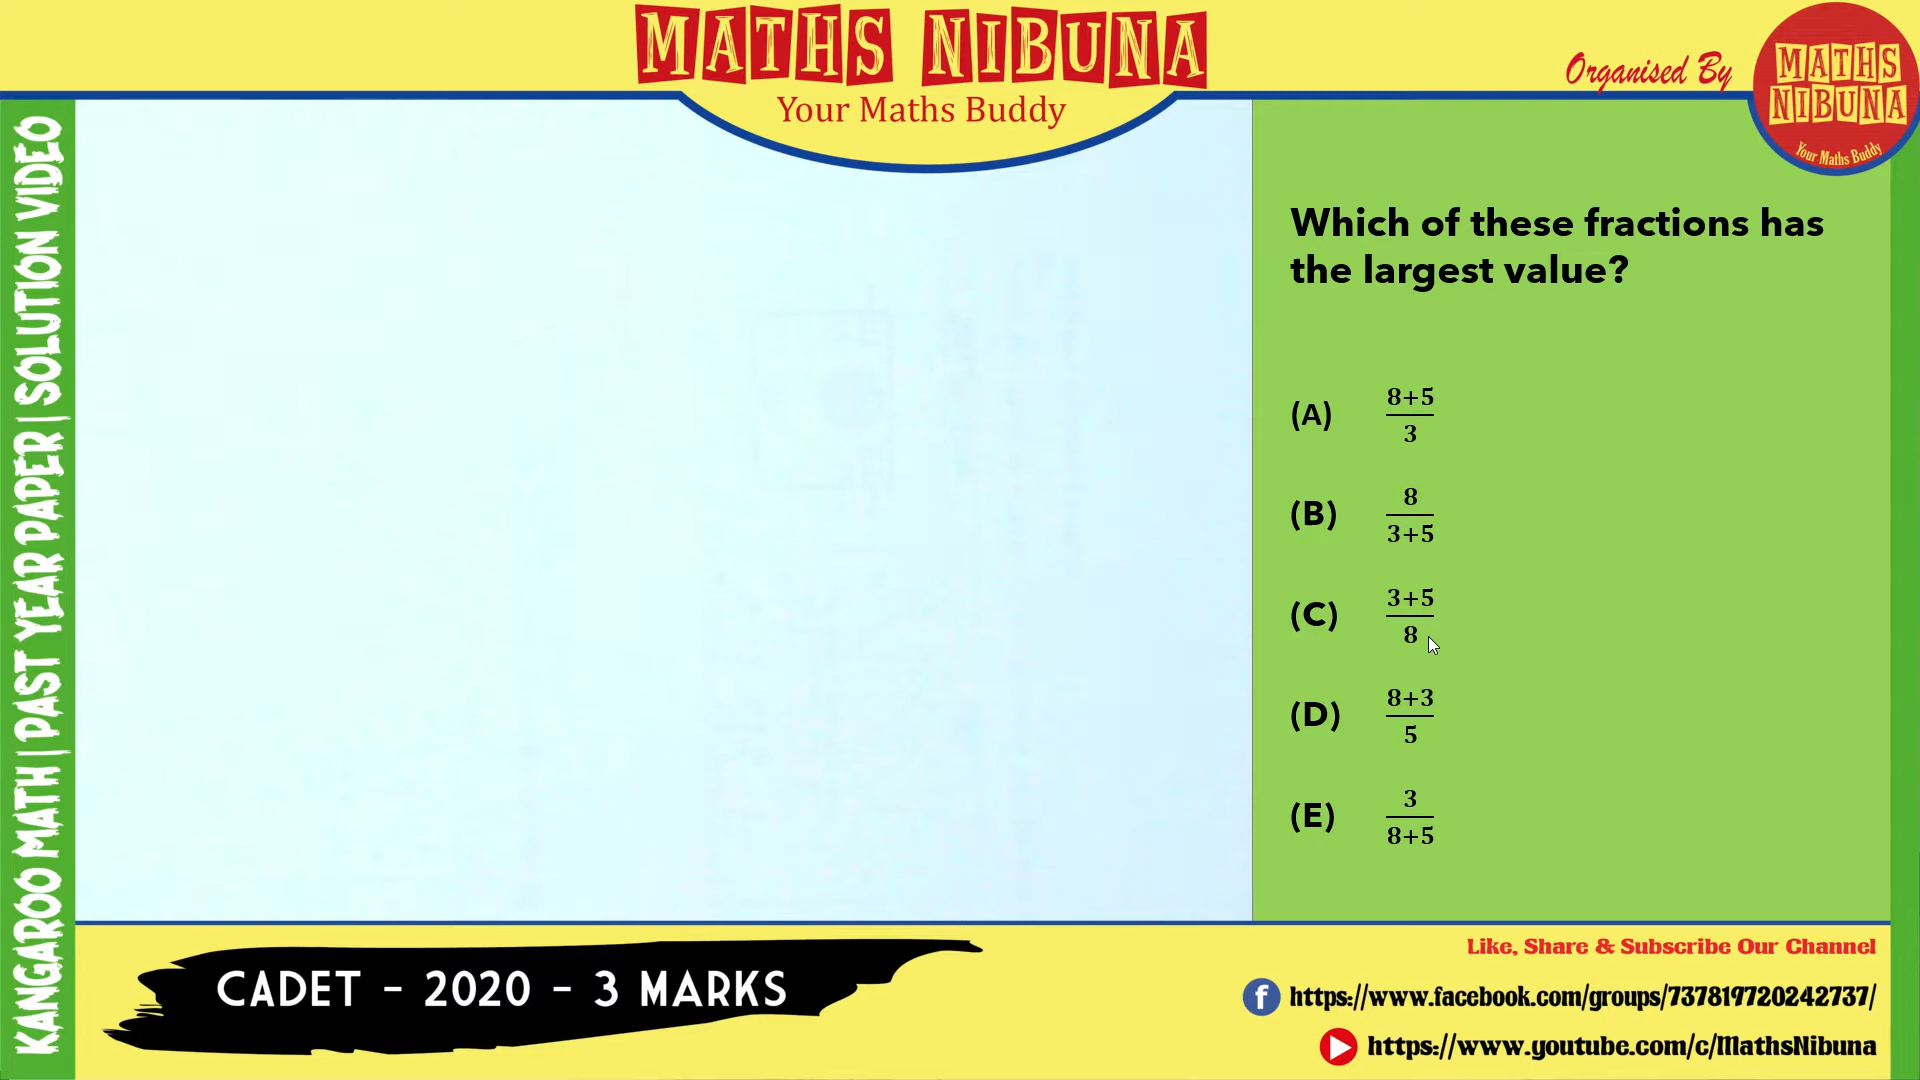 MATHS NIBUNA
Your Maths Buddy
Organised By
MATHS
NIBUNA
Your Maths Buddy
KANGAROO MATH | PAST YEAR PAPER | SOLUTION VIDEO
Which of these fractions has
the largest value?
(A) 8+5
3
(B) 8
3+5
(C) 3+5
8
(D) 8+3
5
(E) 3
8+5
CADET - 2020 - 3 MARKS
Like, Share & Subscribe Our Channel
f https://www.facebook.com/groups/737819720242737/
https://www.youtube.com/c/MathsNibuna